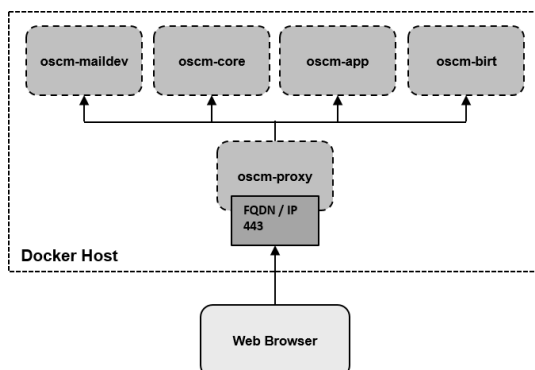 oscm-maildev
oscm-core
oscm-app
oscm-birt
oscm-proxy
FQDN / IP
443
Docker Host
Web Browser